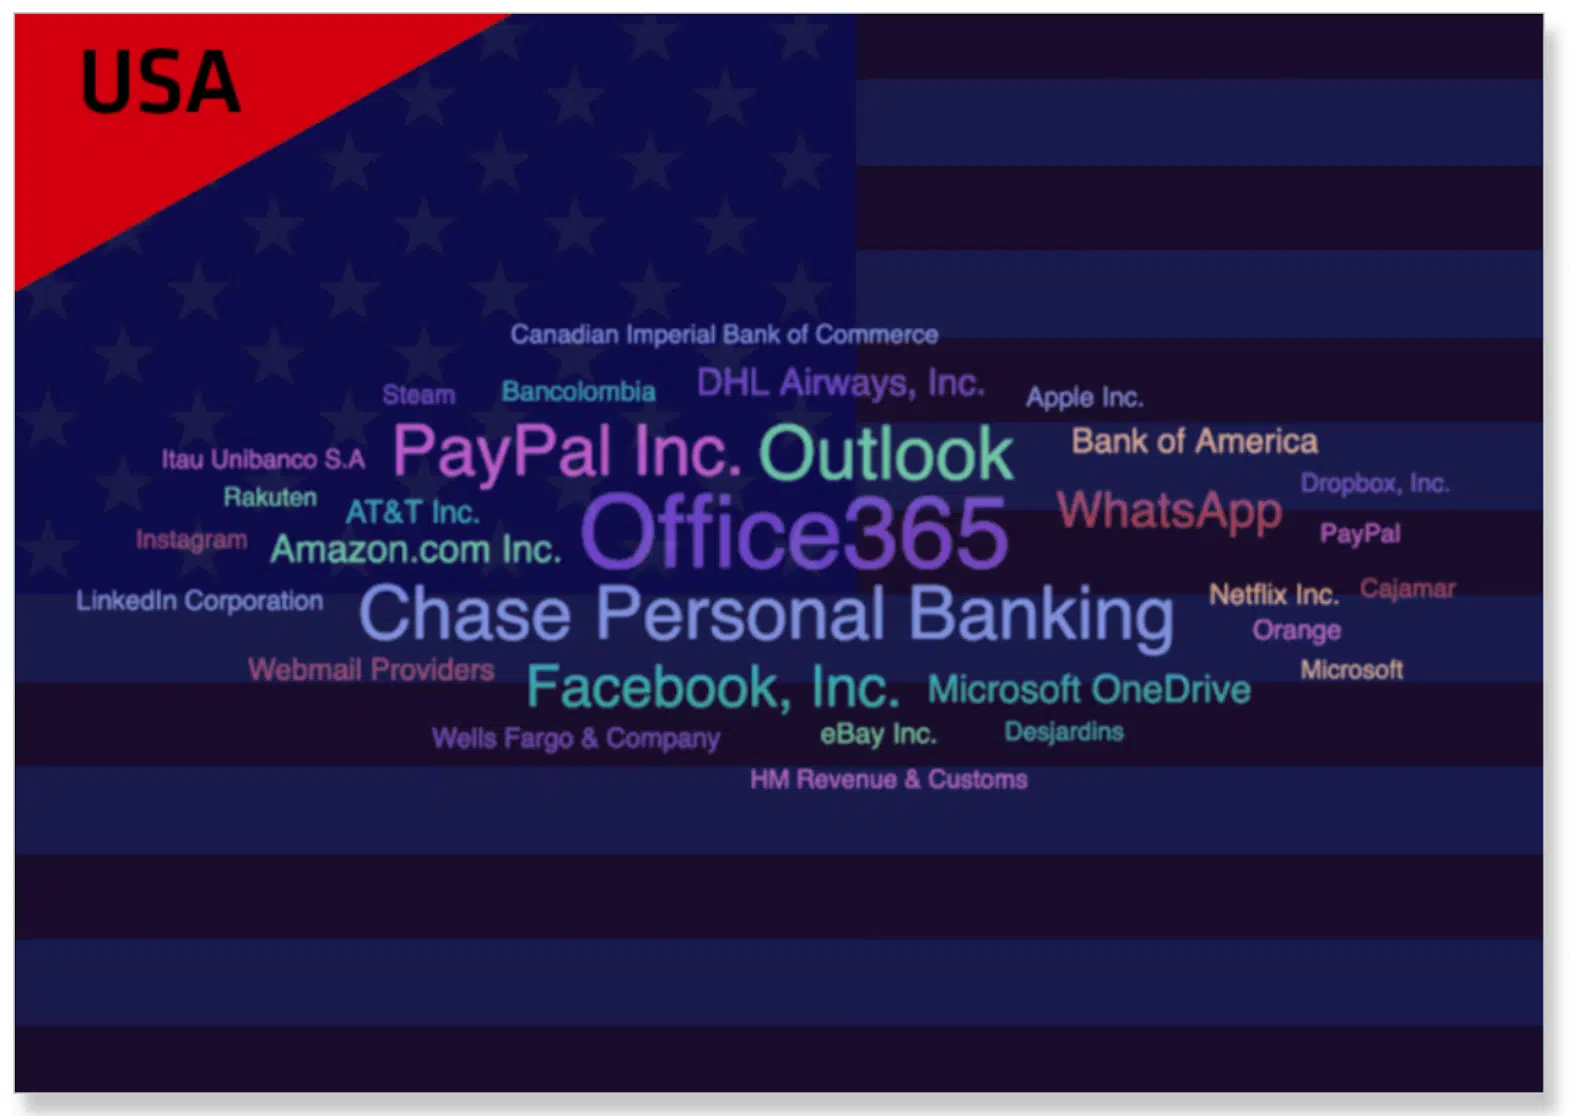 USA
Canadian Imperial Bank of Commerce
Steam Bancolombia DHL Airways, Inc. Apple Inc.
Itau Unibanco S.A PayPal Inc. Outlook Bank of America
Rakuten AT&T Inc. Office365 WhatsApp Dropbox, Inc.
Instagram Amazon.com Inc. PayPal
LinkedIn Corporation Chase Personal Banking Netflix Inc. Cajamar
Orange
Webmail Providers Facebook, Inc. Microsoft OneDrive Microsoft
Wells Fargo & Company eBay Inc. Desjardins
HM Revenue & Customs